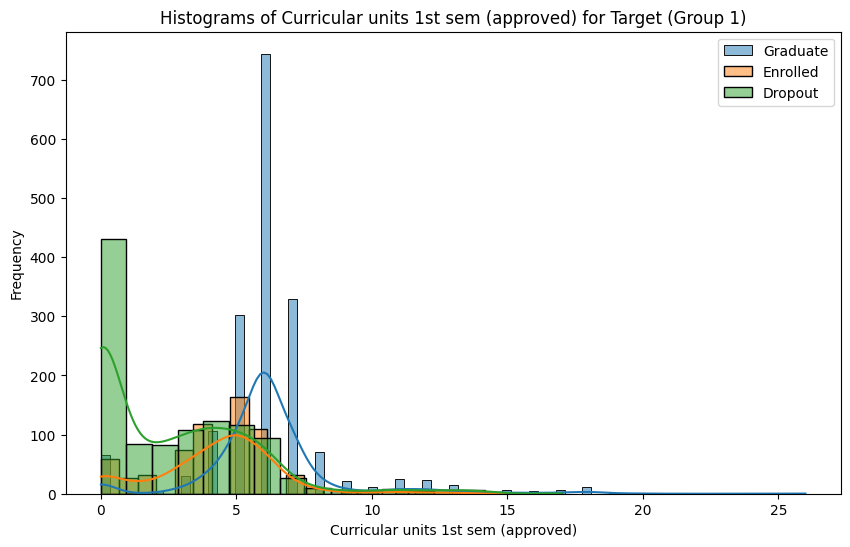 Histograms of Curricular units 1st sem (approved) for Target (Group 1)
Graduate
Enrolled
Dropout
Frequency
700
600
500
400
300
200
100
0
0 5 10 15 20 25
Curricular units 1st sem (approved)